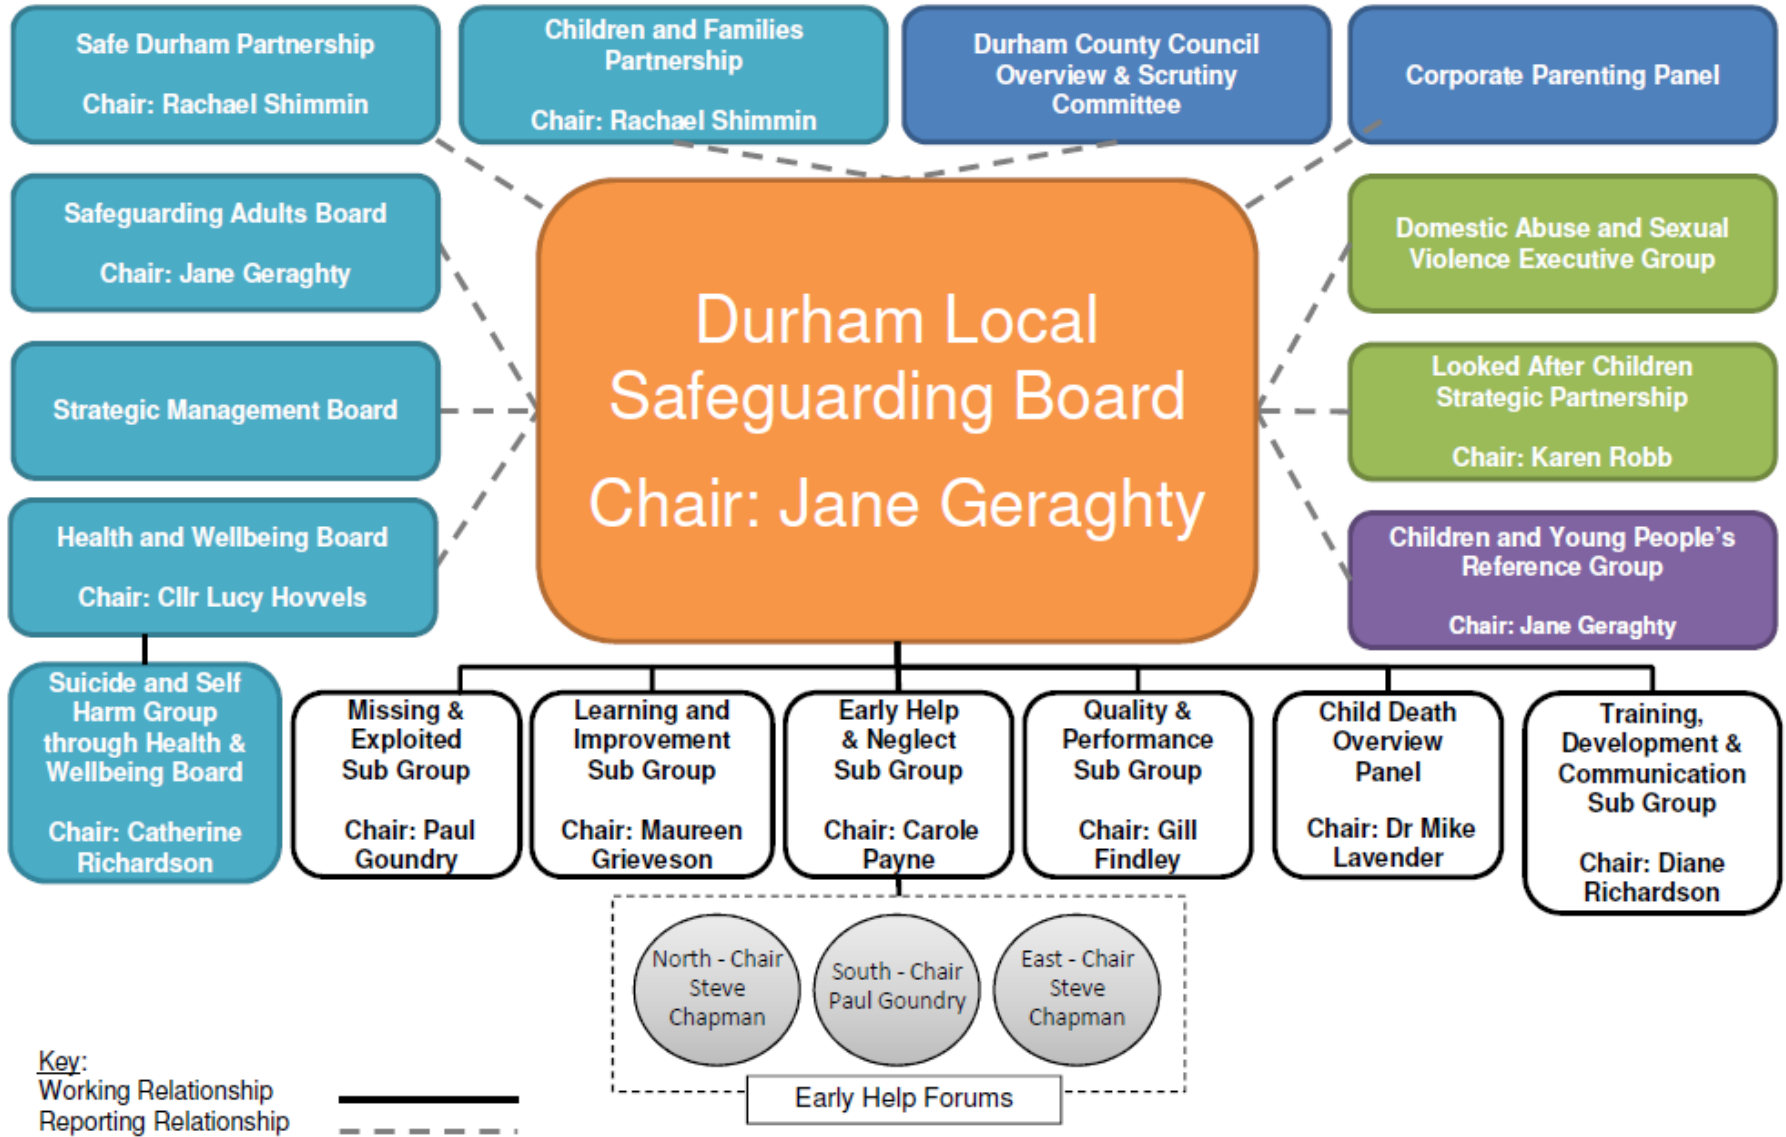 Safe Durham Partnership
Chair: Rachael Shimmin
Children and Families
Partnership
Chair: Rachael Shimmin
Durham County Council
Overview & Scrutiny
Committee
Corporate Parenting Panel
Safeguarding Adults Board
Chair: Jane Geraghty
Strategic Management Board
Health and Wellbeing Board
Chair: Cllr Lucy Hovvels
Durham Local
Safeguarding Board
Chair: Jane Geraghty
Domestic Abuse and Sexual
Violence Executive Group
Looked After Children
Strategic Partnership
Chair: Karen Robb
Children and Young People's
Reference Group
Chair: Jane Geraghty
Suicide and Self
Harm Group
through Health &
Wellbeing Board
Chair: Catherine
Richardson
Missing &
Exploited
Sub Group
Chair: Paul
Goundry
Learning and
Improvement
Sub Group
Chair: Maureen
Grieveson
Early Help
& Neglect
Sub Group
Chair: Carole
Payne
Quality &
Performance
Sub Group
Chair: Gill
Findley
Child Death
Overview
Panel
Chair: Dr Mike
Lavender
Training,
Development &
Communication
Sub Group
Chair: Diane
Richardson
North - Chair
Steve
Chapman
South - Chair
Paul Goundry
East - Chair
Steve
Chapman
Early Help Forums
Key:
Working Relationship
Reporting Relationship